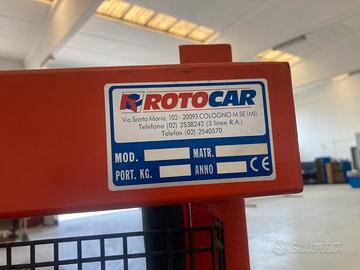 ROTOCAR
Via Santa Maria, 102 - 20093 COLOGNO M.SE (MI)
Telefono (02) 2538242 (3 linee R.A.)
Telefax (02) 2540570
MOD. MATR.
PORT. KG. ANNO CE
subito